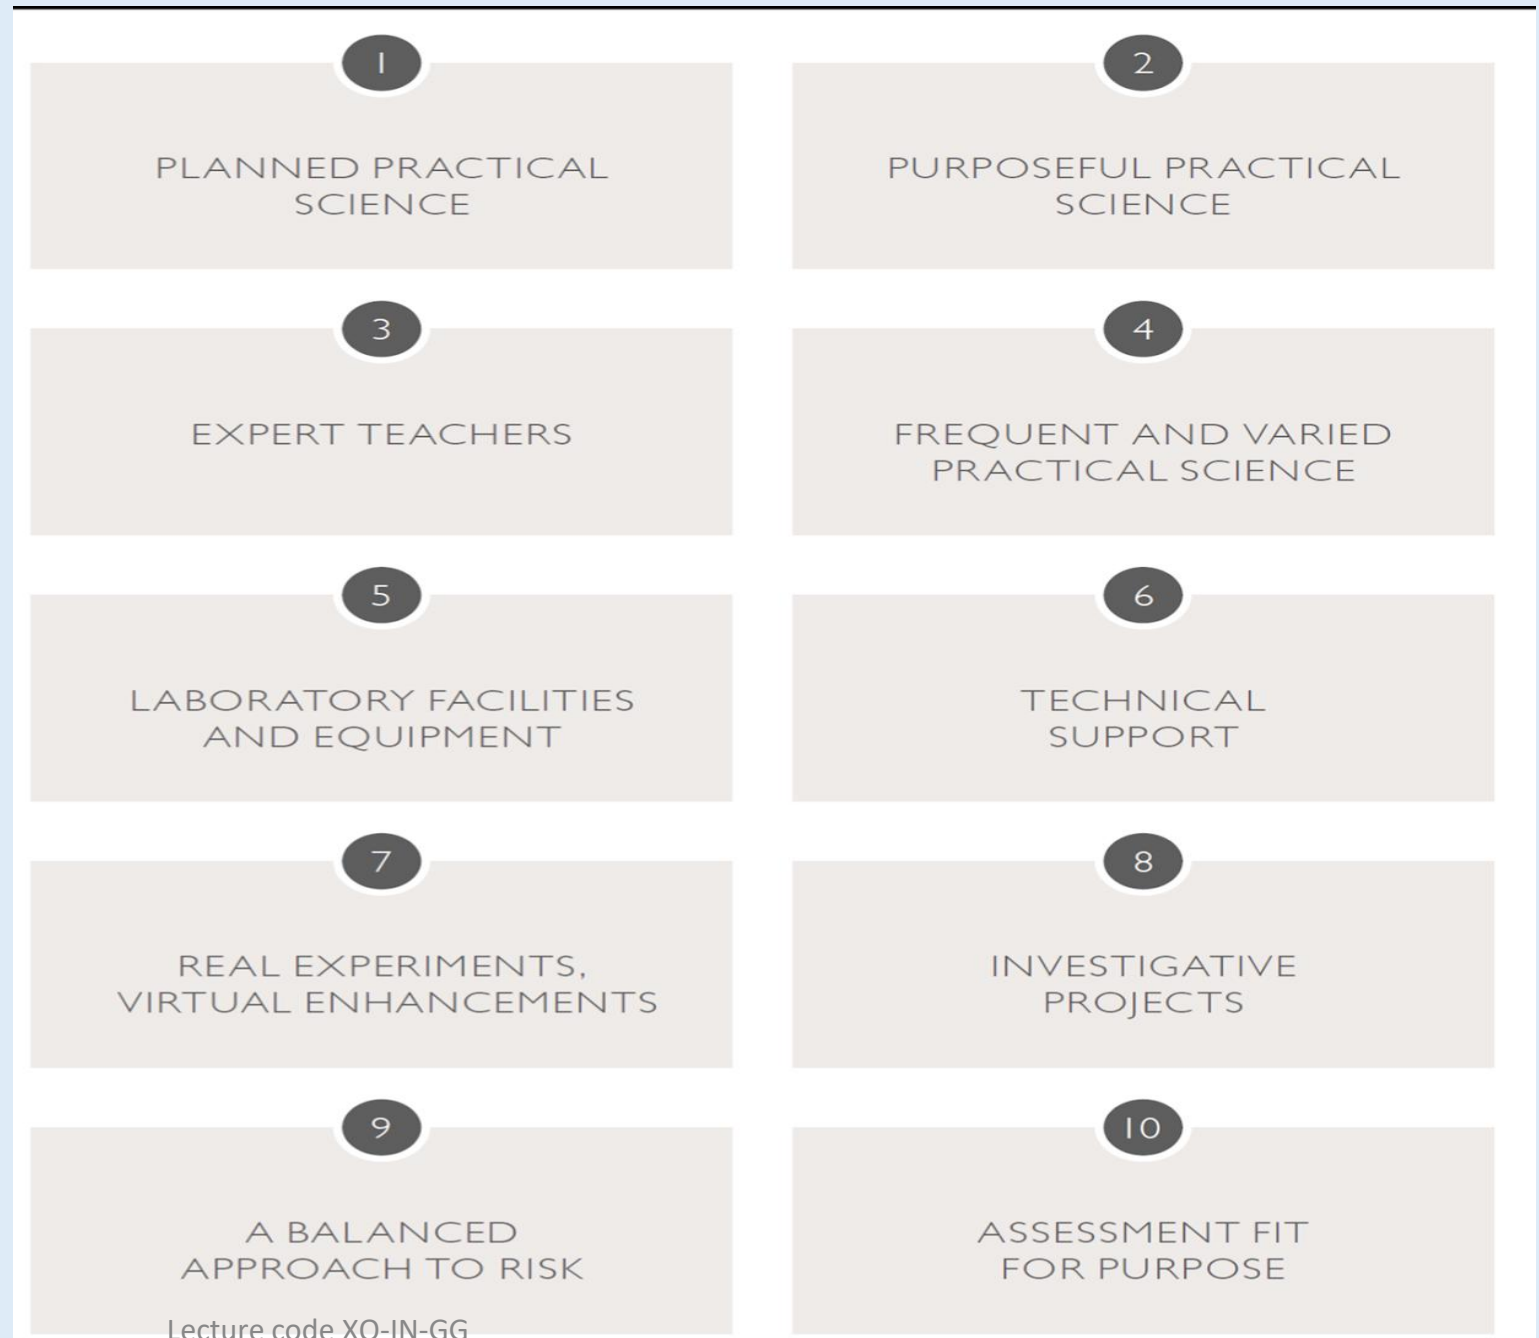 1
PLANNED PRACTICAL
SCIENCE
2
PURPOSEFUL PRACTICAL
SCIENCE
3
EXPERT TEACHERS
4
FREQUENT AND VARIED
PRACTICAL SCIENCE
5
LABORATORY FACILITIES
AND EQUIPMENT
6
TECHNICAL
SUPPORT
7
REAL EXPERIMENTS,
VIRTUAL ENHANCEMENTS
8
INVESTIGATIVE
PROJECTS
9
A BALANCED
APPROACH TO RISK
10
ASSESSMENT FIT
FOR PURPOSE
Lecture code XO-IN-GG